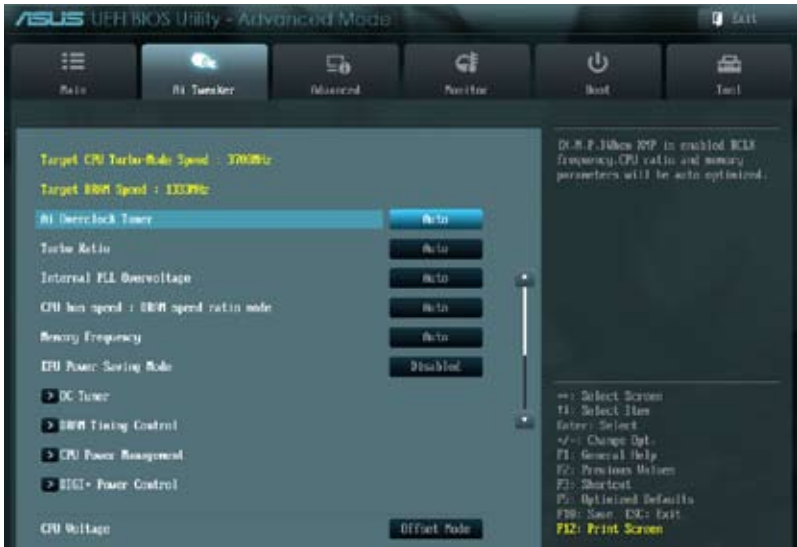 ASUS UEFI BIOS Utility - Advanced Mode
Exit
Main
Ai Tweaker
Advanced
Monitor
Boot
Tool
Target CPU Turbo-Mode Speed : 3700MHz
Target DRAM Speed : 1333MHz
Ai Overclock Tuner
Auto
Turbo Ratio
Auto
Internal PLL Overvoltage
Auto
CPU bus speed : DRAM speed ratio mode
Auto
Memory Frequency
Auto
EPU Power Saving Mode
Disabled
> OC Tuner
> DRAM Timing Control
> CPU Power Management
> DIGI+ Power Control
CPU Voltage
Offset Mode
[X.M.P.]When XMP is enabled BCLK
frequency,CPU ratio and memory
parameters will be auto optimized.
→←: Select Screen
↑↓: Select Item
Enter: Select
+/-: Change Opt.
F1: General Help
F2: Previous Values
F3: Shortcut
F5: Optimized Defaults
F10: Save ESC: Exit
F12: Print Screen